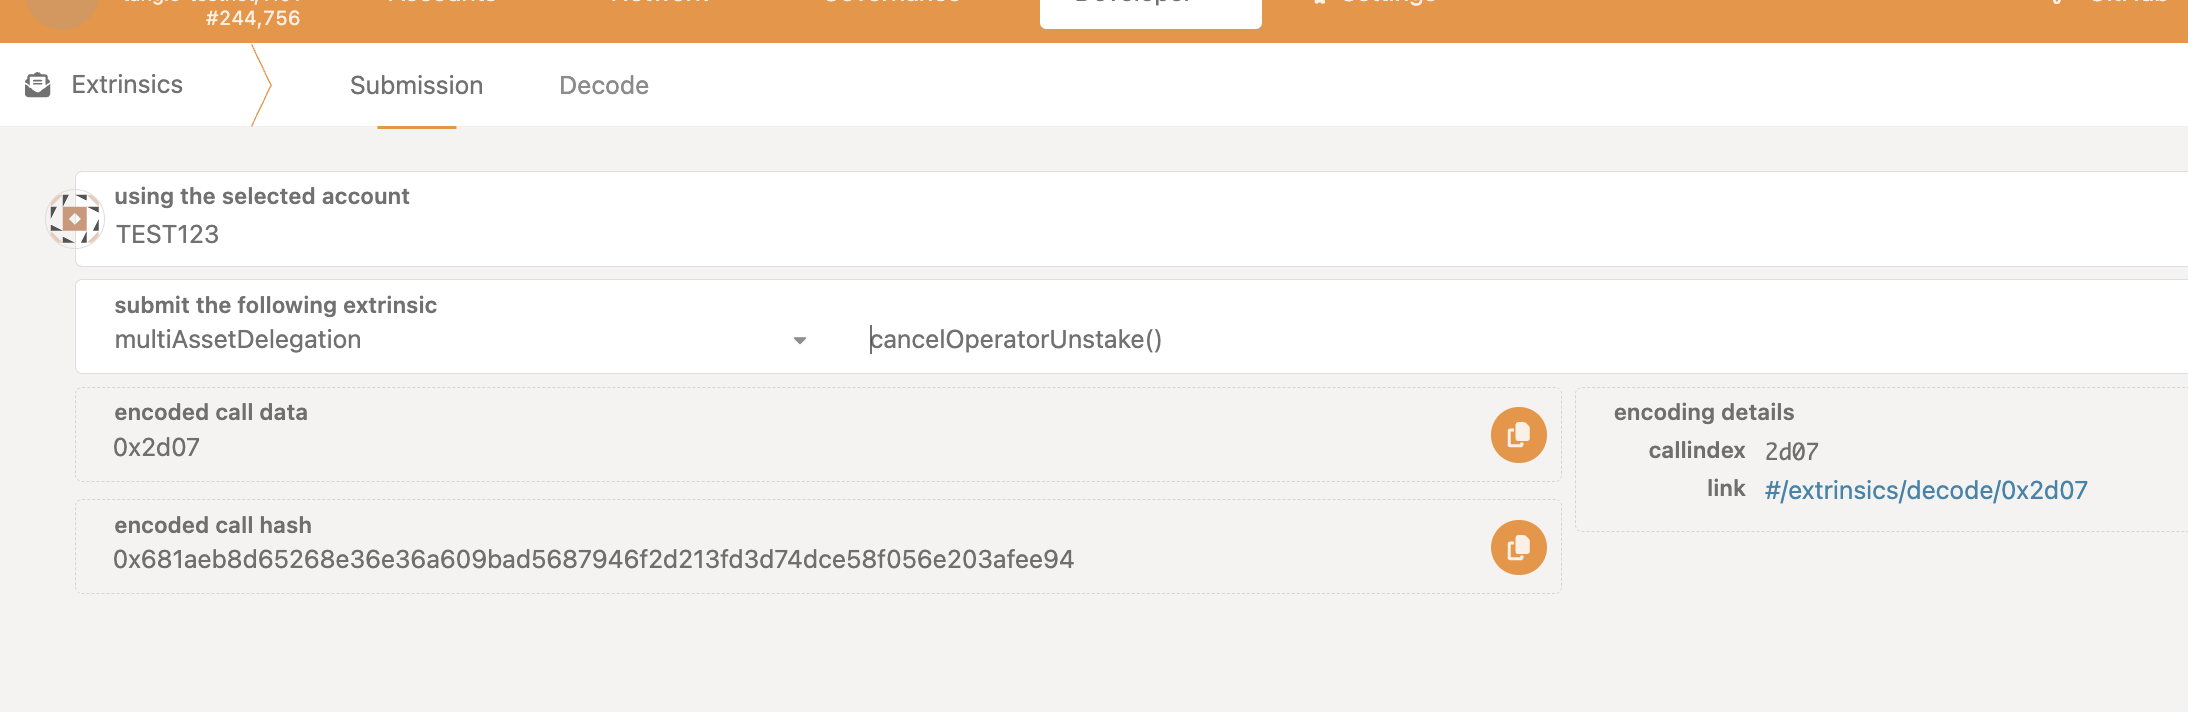 #244,756
Extrinsics
Submission
Decode
using the selected account
TEST123
submit the following extrinsic
multiAssetDelegation
cancelOperatorUnstake()
encoded call data
0x2d07
encoded call hash
0x681aeb8d65268e36e36a609bad5687946f2d213fd3d74dce58f056e203afee94
encoding details
callindex 2d07
link #/extrinsics/decode/0x2d07